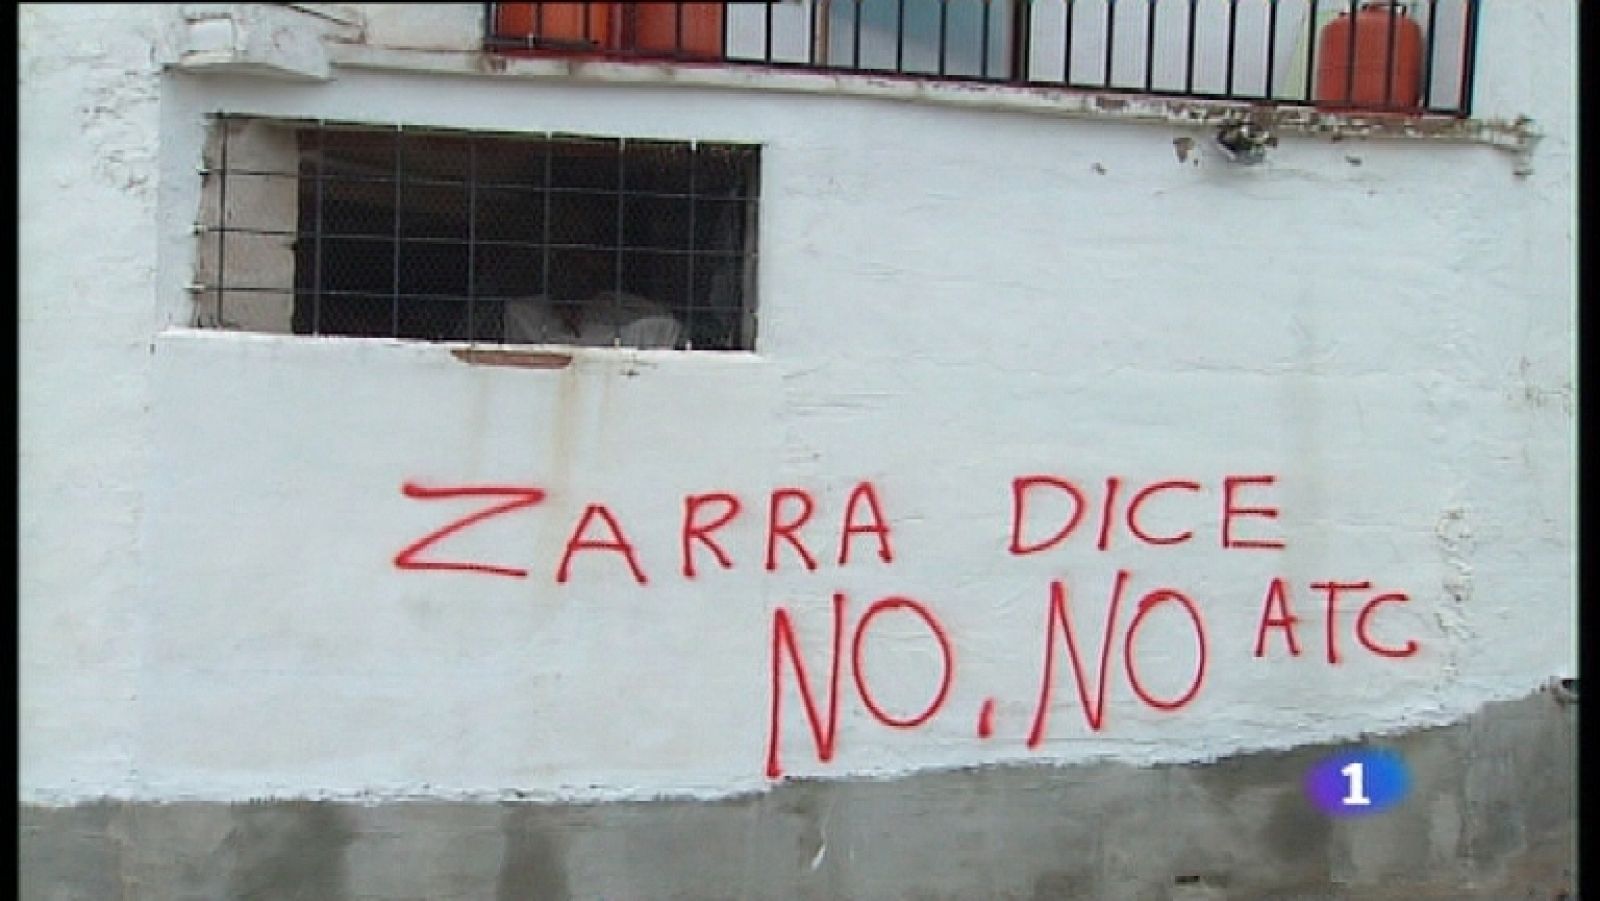 ZARRA DICE
NO. NO ATC
1